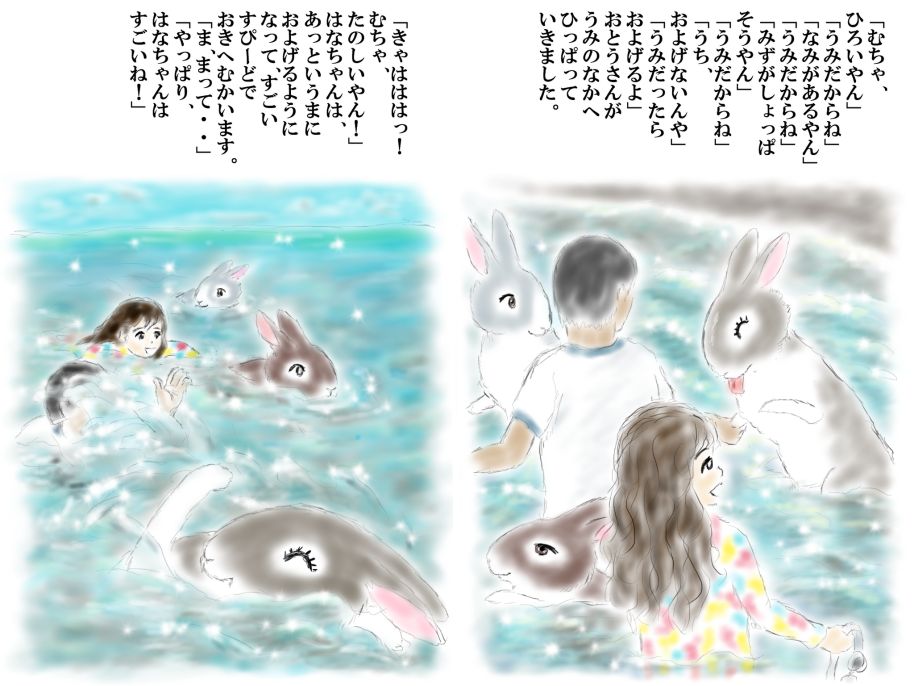 「むちゃ、
ひろいやん」
「うみだからね」
「なみがあるやん」
「うみだからね」
「みずがしょっぱ
そうやん」
「うみだからね」
「うち、
およげないんや」
「うみだったら
およげるよ」
おとうさんが
うみのなかへ
ひっぱって
いきました。
「きゃははは っ！
むちゃ、
たのしいやん！」
はなちゃんは、
あっというまに
およげるように
なって、すごい
すぴーどで
おきへむかいます。
「ま、まって・・」
「やっぱり、
はなちゃんは
すごいね！」